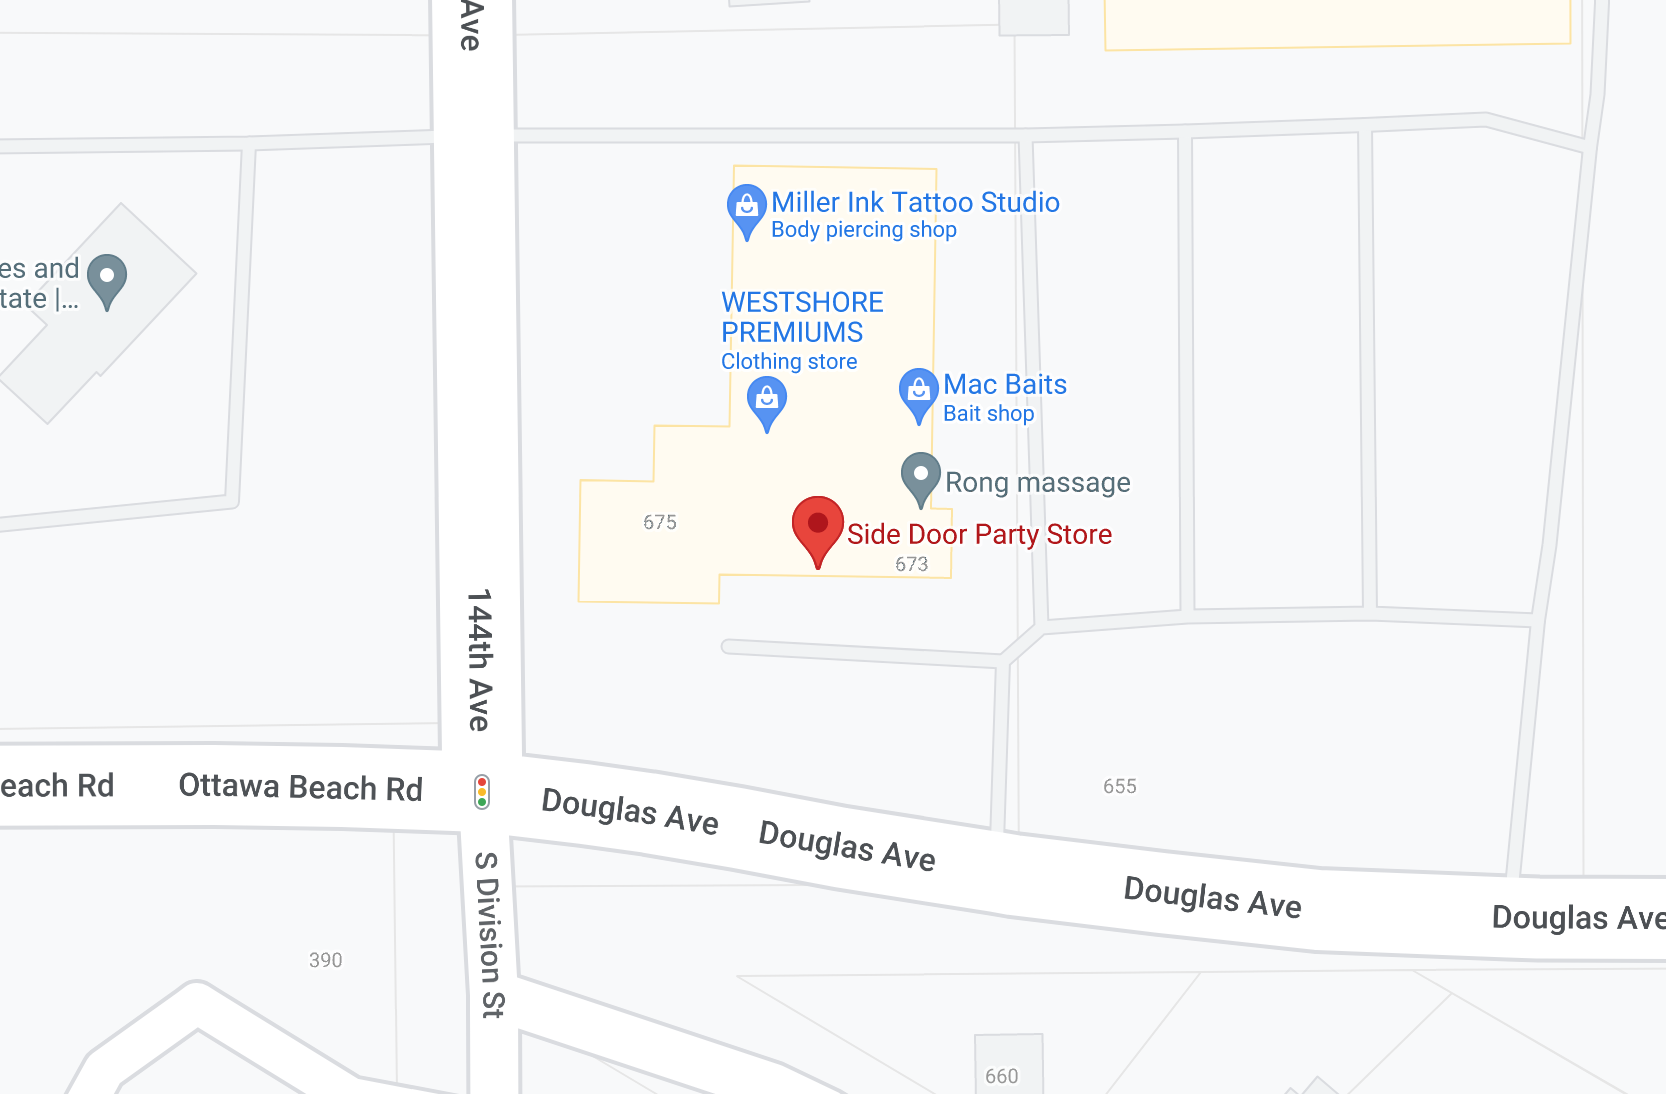 Ave
Miller Ink Tattoo Studio
Body piercing shop
es and
tate |...
WESTSHORE
PREMIUMS
Clothing store
Mac Baits
Bait shop
Rong massage
675
Side Door Party Store
673
144th Ave
each Rd
Ottawa Beach Rd
Douglas Ave
Douglas Ave
Douglas Ave
Douglas Ave
655
S Division St
390
660